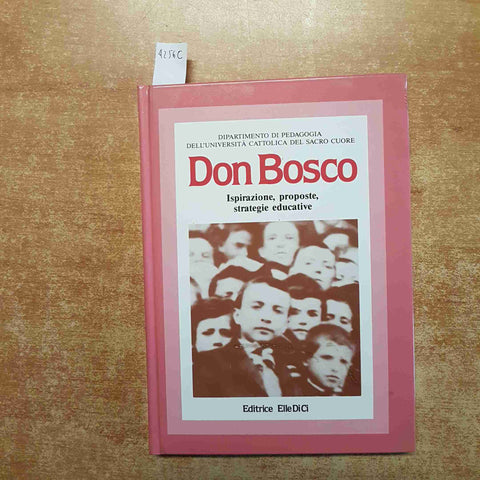 4256C
DIPARTIMENTO DI PEDAGOGIA
DELL'UNIVERSITÀ CATTOLICA DEL SACRO CUORE
Don Bosco
Ispirazione, proposte,
strategie educative
Editrice ElleDiCi